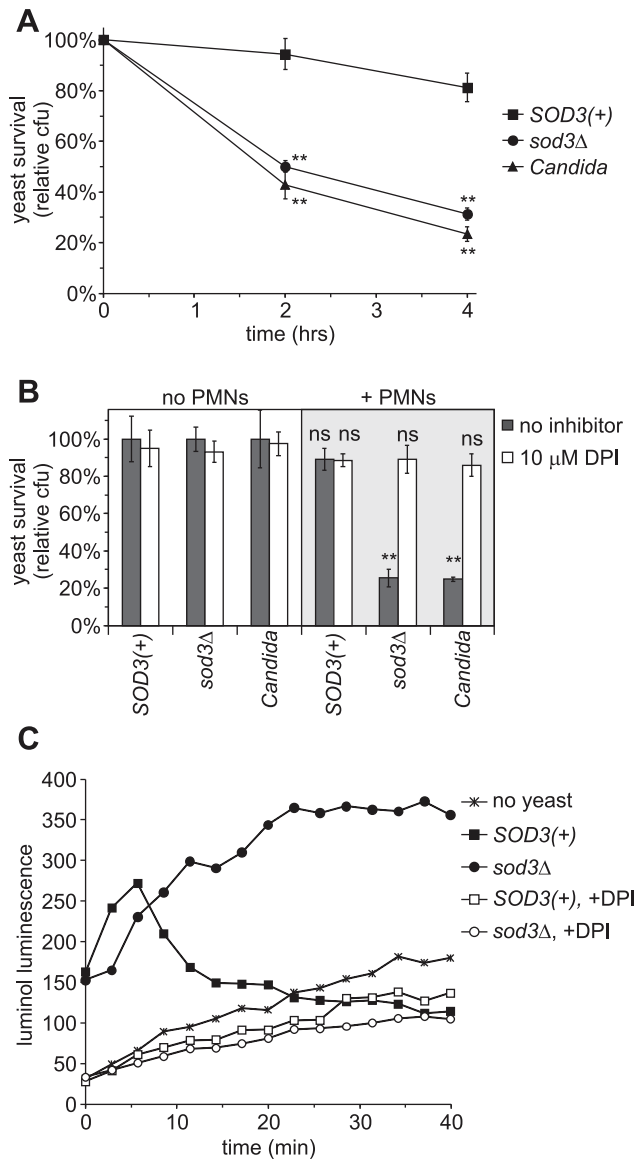 A
100%
80%
60%
40%
20%
0%
yeast survival
(relative cfu)
**
**
**
**
0 1 2 3 4
time (hrs)
SOD3(+)
sod3Δ
Candida
B
no PMNs + PMNs
100%
80%
60%
40%
20%
0%
yeast survival
(relative cfu)
ns ns ns ns
** **
no inhibitor
10 μM DPI
SOD3(+) sod3Δ Candida SOD3(+) sod3Δ Candida
C
400
350
300
250
200
150
100
50
0
luminol luminescence
0 10 20 30 40
time (min)
no yeast
SOD3(+)
sod3Δ
SOD3(+), +DPI
sod3Δ, +DPI